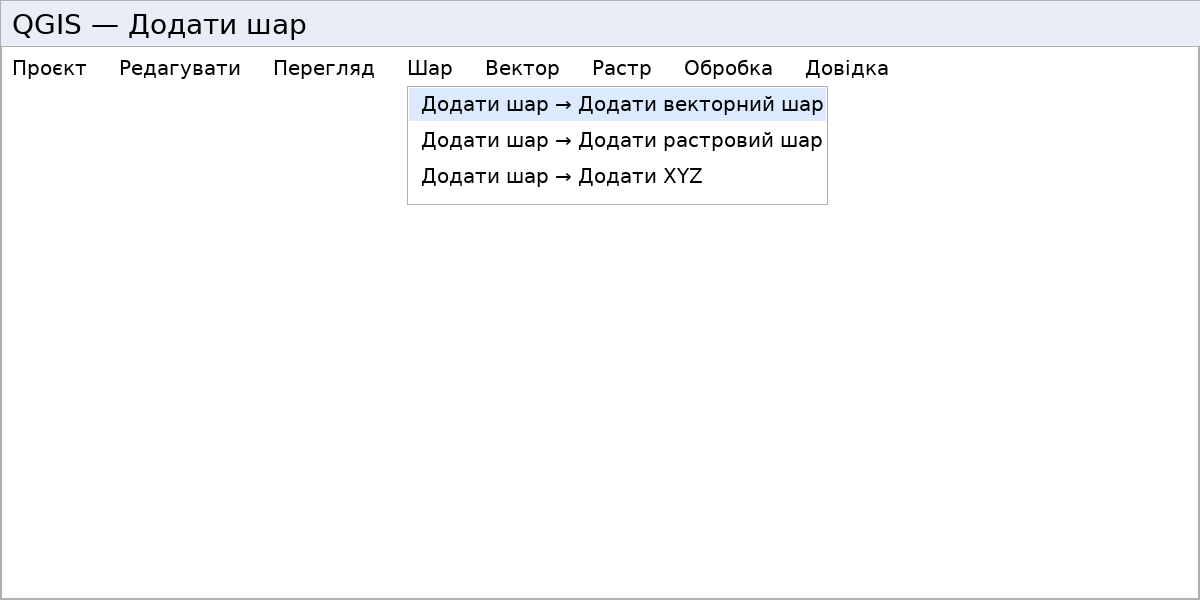 QGIS — Додати шар
Проєкт Редагувати Перегляд Шар Вектор Растр Обробка Довідка
Додати шар → Додати векторний шар
Додати шар → Додати растровий шар
Додати шар → Додати XYZ